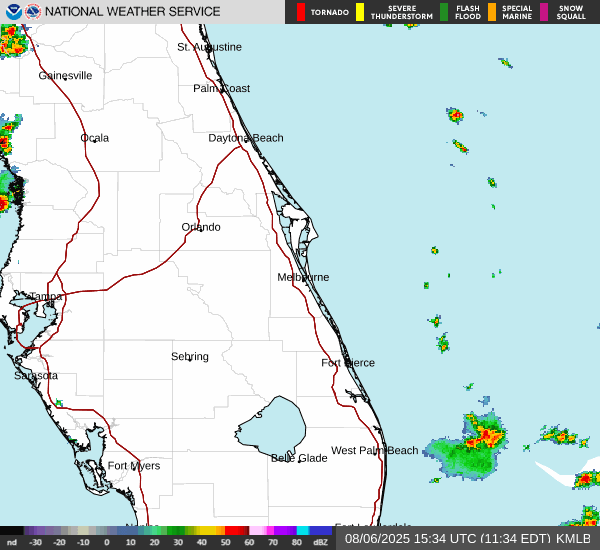 NATIONAL WEATHER SERVICE
TORNADO
SEVERE THUNDERSTORM
FLASH FLOOD
SPECIAL MARINE
SNOW SQUALL
St. Augustine
Gainesville
Palm Coast
Ocala
Daytona Beach
Orlando
Melbourne
Tampa
Sebring
Fort Pierce
Sarasota
West Palm Beach
Belle Glade
Fort Myers
nd -30 -20 -10 0 10 20 30 40 50 60 70 80 dBZ
08/06/2025 15:34 UTC (11:34 EDT) KMLB